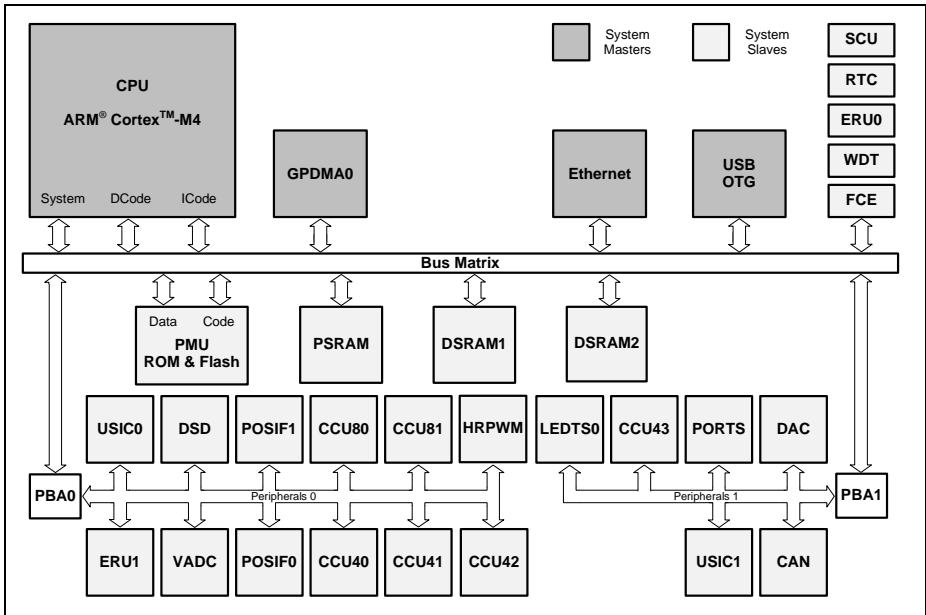 System
Masters
System
Slaves
SCU
RTC
ERU0
WDT
FCE
CPU
ARM® Cortex™-M4
System DCode ICode
GPDMA0
Ethernet
USB
OTG
Bus Matrix
Data Code
PMU
ROM & Flash
PSRAM
DSRAM1
DSRAM2
USIC0 DSD POSIF1 CCU80 CCU81 HRPWM LEDTS0 CCU43 PORTS DAC
PBA0 Peripherals 0 Peripherals 1 PBA1
ERU1 VADC POSIF0 CCU40 CCU41 CCU42 USIC1 CAN